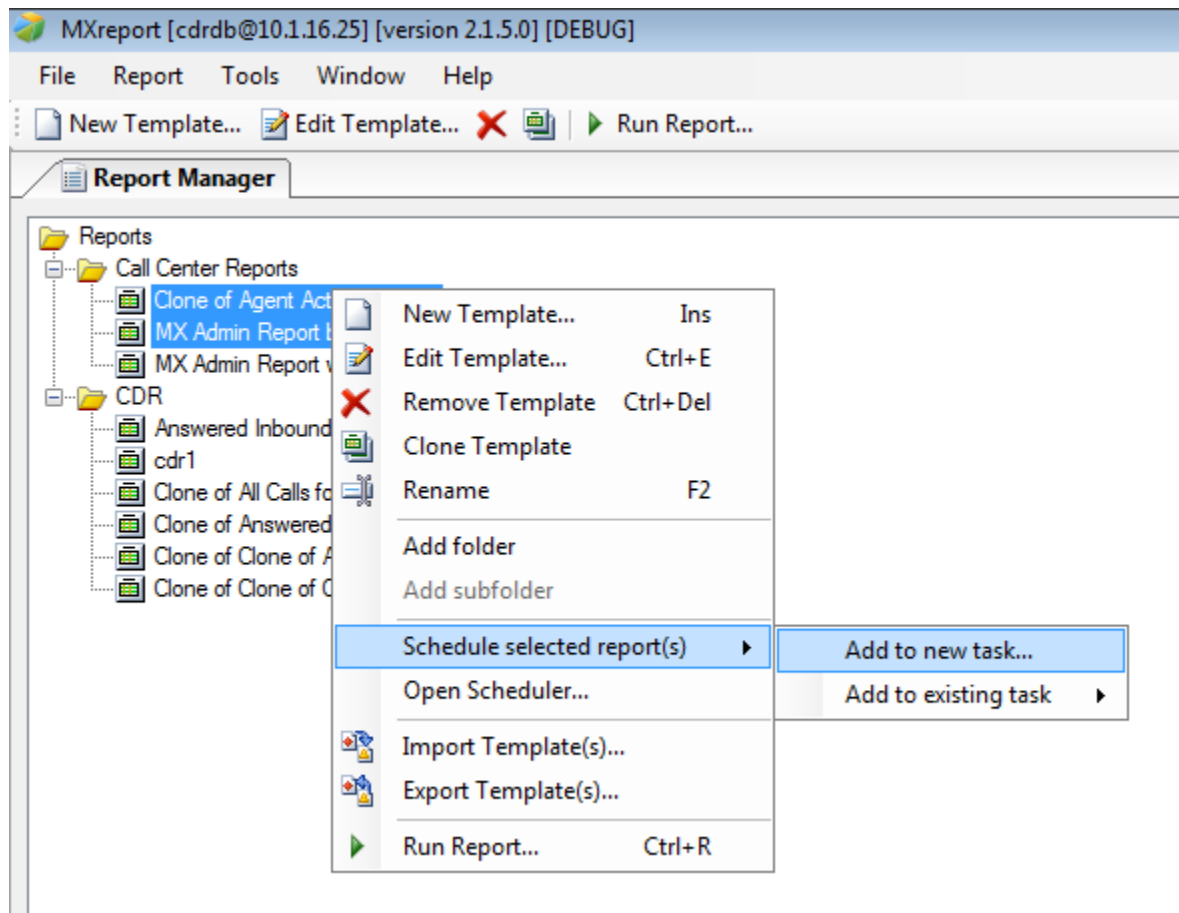 MXreport [cdrdb@10.1.16.25] [version 2.1.5.0] [DEBUG]
File Report Tools Window Help
New Template... Edit Template... Run Report...
Report Manager
Reports
Call Center Reports
Clone of Agent Act
MX Admin Report
MX Admin Report
CDR
Answered Inbound
cdr1
Clone of All Calls fo
Clone of Answered
Clone of Clone of A
Clone of Clone of
New Template... Ins
Edit Template... Ctrl+E
Remove Template Ctrl+Del
Clone Template
Rename F2
Add folder
Add subfolder
Schedule selected report(s)
Open Scheduler...
Import Template(s)...
Export Template(s)...
Run Report... Ctrl+R
Add to new task...
Add to existing task